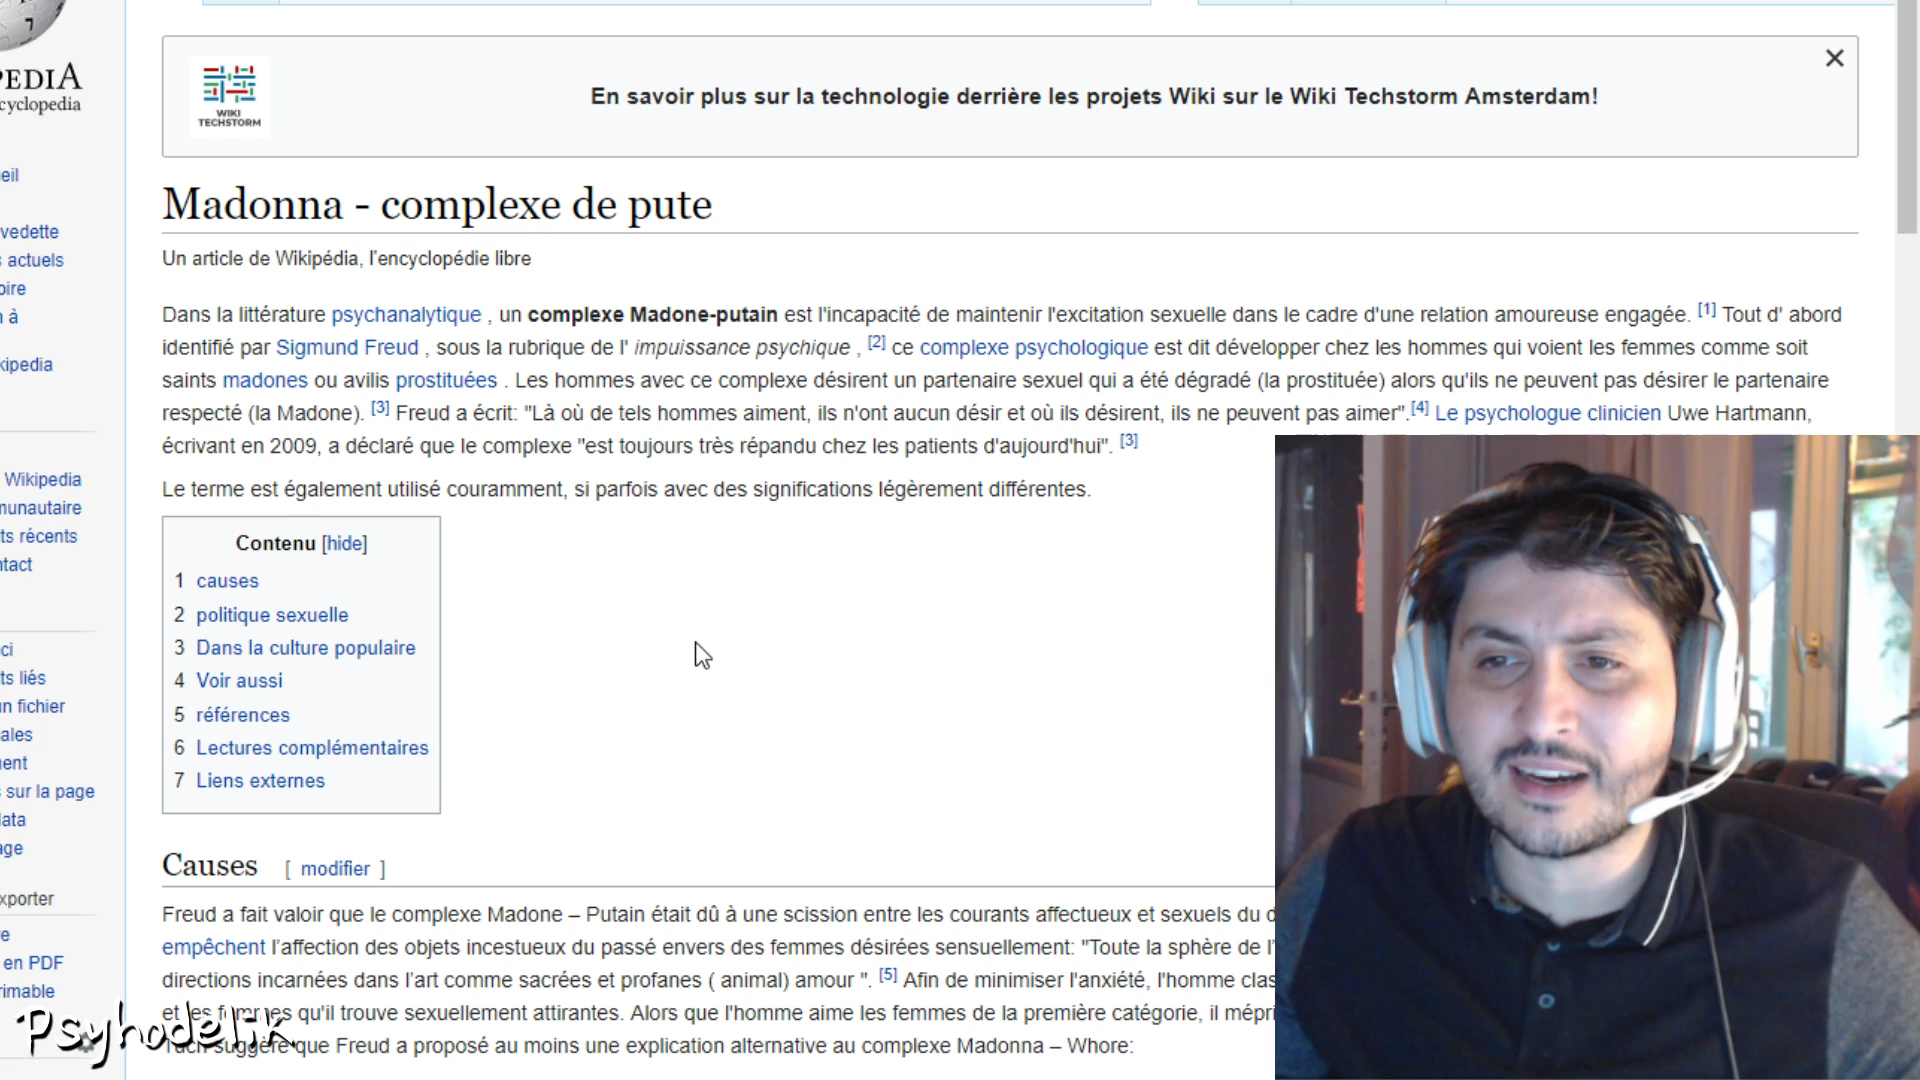 PEDIA
cyclopedia
eil
vedette
s actuels
oire
n à
kipedia
Wikipedia
munautaire
ts récents
ntact
ci
ts liés
un fichier
ales
ent
s sur la page
data
age
xporter
re
en PDF
rimable
WIKI
TECHSTORM
En savoir plus sur la technologie derrière les projets Wiki sur le Wiki Techstorm Amsterdam!
Madonna - complexe de pute
Un article de Wikipédia, l'encyclopédie libre
Dans la littérature psychanalytique , un complexe Madone-putain est l'incapacité de maintenir l'excitation sexuelle dans le cadre d'une relation amoureuse engagée. [1] Tout d' abord
identifié par Sigmund Freud , sous la rubrique de l' impuissance psychique , [2] ce complexe psychologique est dit développer chez les hommes qui voient les femmes comme soit
saints madones ou avilis prostituées . Les hommes avec ce complexe désirent un partenaire sexuel qui a été dégradé (la prostituée) alors qu'ils ne peuvent pas désirer le partenaire
respecté (la Madone). [3] Freud a écrit: "Là où de tels hommes aiment, ils n'ont aucun désir et où ils désirent, ils ne peuvent pas aimer".[4] Le psychologue clinicien Uwe Hartmann,
écrivant en 2009, a déclaré que le complexe "est toujours très répandu chez les patients d'aujourd'hui". [3]
Le terme est également utilisé couramment, si parfois avec des significations légèrement différentes.
Contenu [hide]
1 causes
2 politique sexuelle
3 Dans la culture populaire
4 Voir aussi
5 références
6 Lectures complémentaires
7 Liens externes
Causes [ modifier ]
Freud a fait valoir que le complexe Madone – Putain était dû à une scission entre les courants affectueux et sexuels du d
empêchent l'affection des objets incestueux du passé envers des femmes désirées sensuellement: "Toute la sphère de l'
directions incarnées dans l'art comme sacrées et profanes ( animal) amour ". [5] Afin de minimiser l'anxiété, l'homme clas
et les femmes qu'il trouve sexuellement attirantes. Alors que l'homme aime les femmes de la première catégorie, il mépri
suggère que Freud a proposé au moins une explication alternative au complexe Madonna – Whore:
Psyhodelik